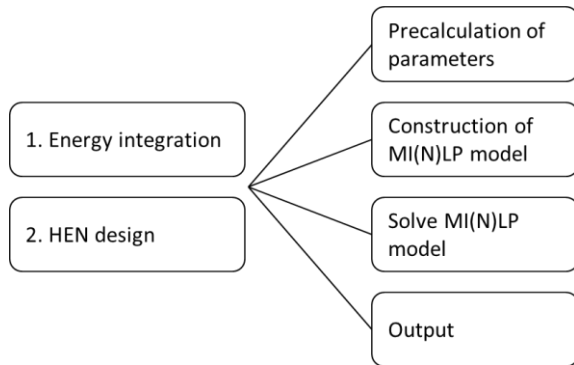 1. Energy integration
2. HEN design
Precalculation of
parameters
Construction of
MI(N)LP model
Solve MI(N)LP
model
Output